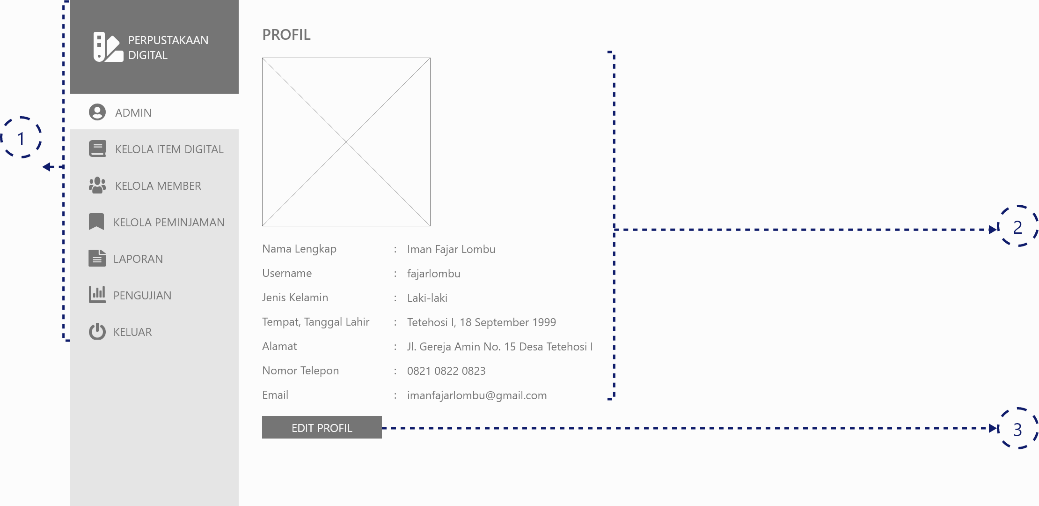 PERPUSTAKAAN
DIGITAL
ADMIN
KELOLA ITEM DIGITAL
KELOLA MEMBER
KELOLA PEMINJAMAN
LAPORAN
PENGUJIAN
KELUAR
1
PROFIL
Nama Lengkap : Iman Fajar Lombu
Username : fajarlombu
Jenis Kelamin : Laki-laki
Tempat, Tanggal Lahir : Tetehosi I, 18 September 1999
Alamat : Jl. Gereja Amin No. 15 Desa Tetehosi I
Nomor Telepon : 0821 0822 0823
Email : imanfajarlombu@gmail.com
EDIT PROFIL
2
3